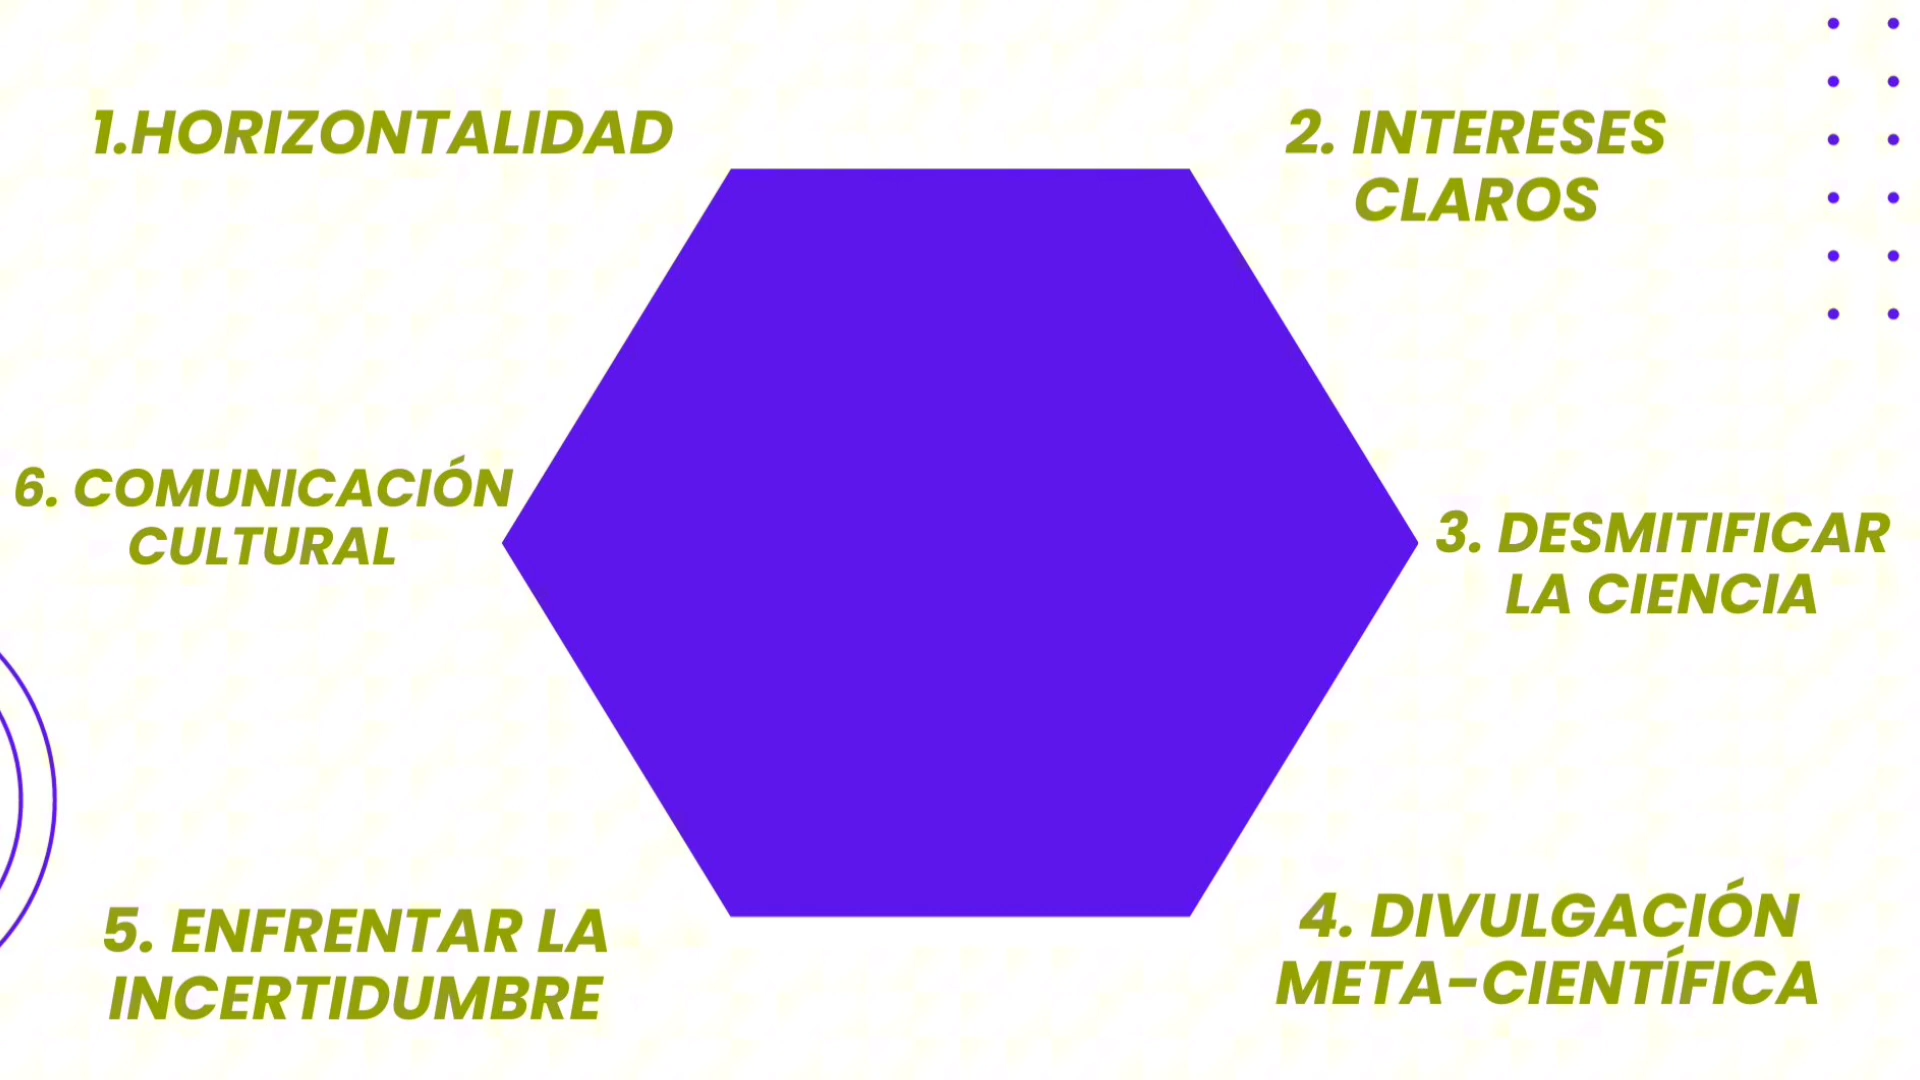 1.HORIZONTALIDAD
2. INTERESES
CLAROS
3. DESMITIFICAR
LA CIENCIA
4. DIVULGACIÓN
META-CIENTÍFICA
5. ENFRENTAR LA
INCERTIDUMBRE
6. COMUNICACIÓN
CULTURAL